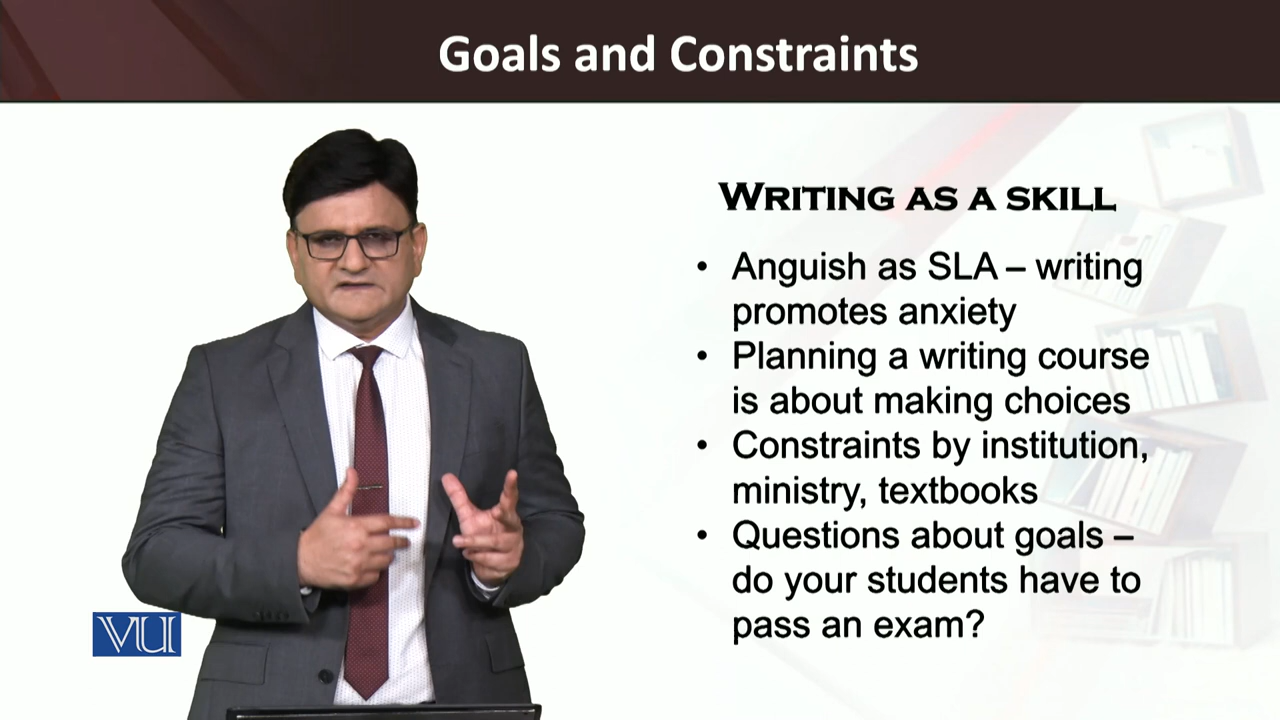 Goals and Constraints
WRITING AS A SKILL
• Anguish as SLA – writing
promotes anxiety
• Planning a writing course
is about making choices
• Constraints by institution,
ministry, textbooks
• Questions about goals –
do your students have to
pass an exam?
VU